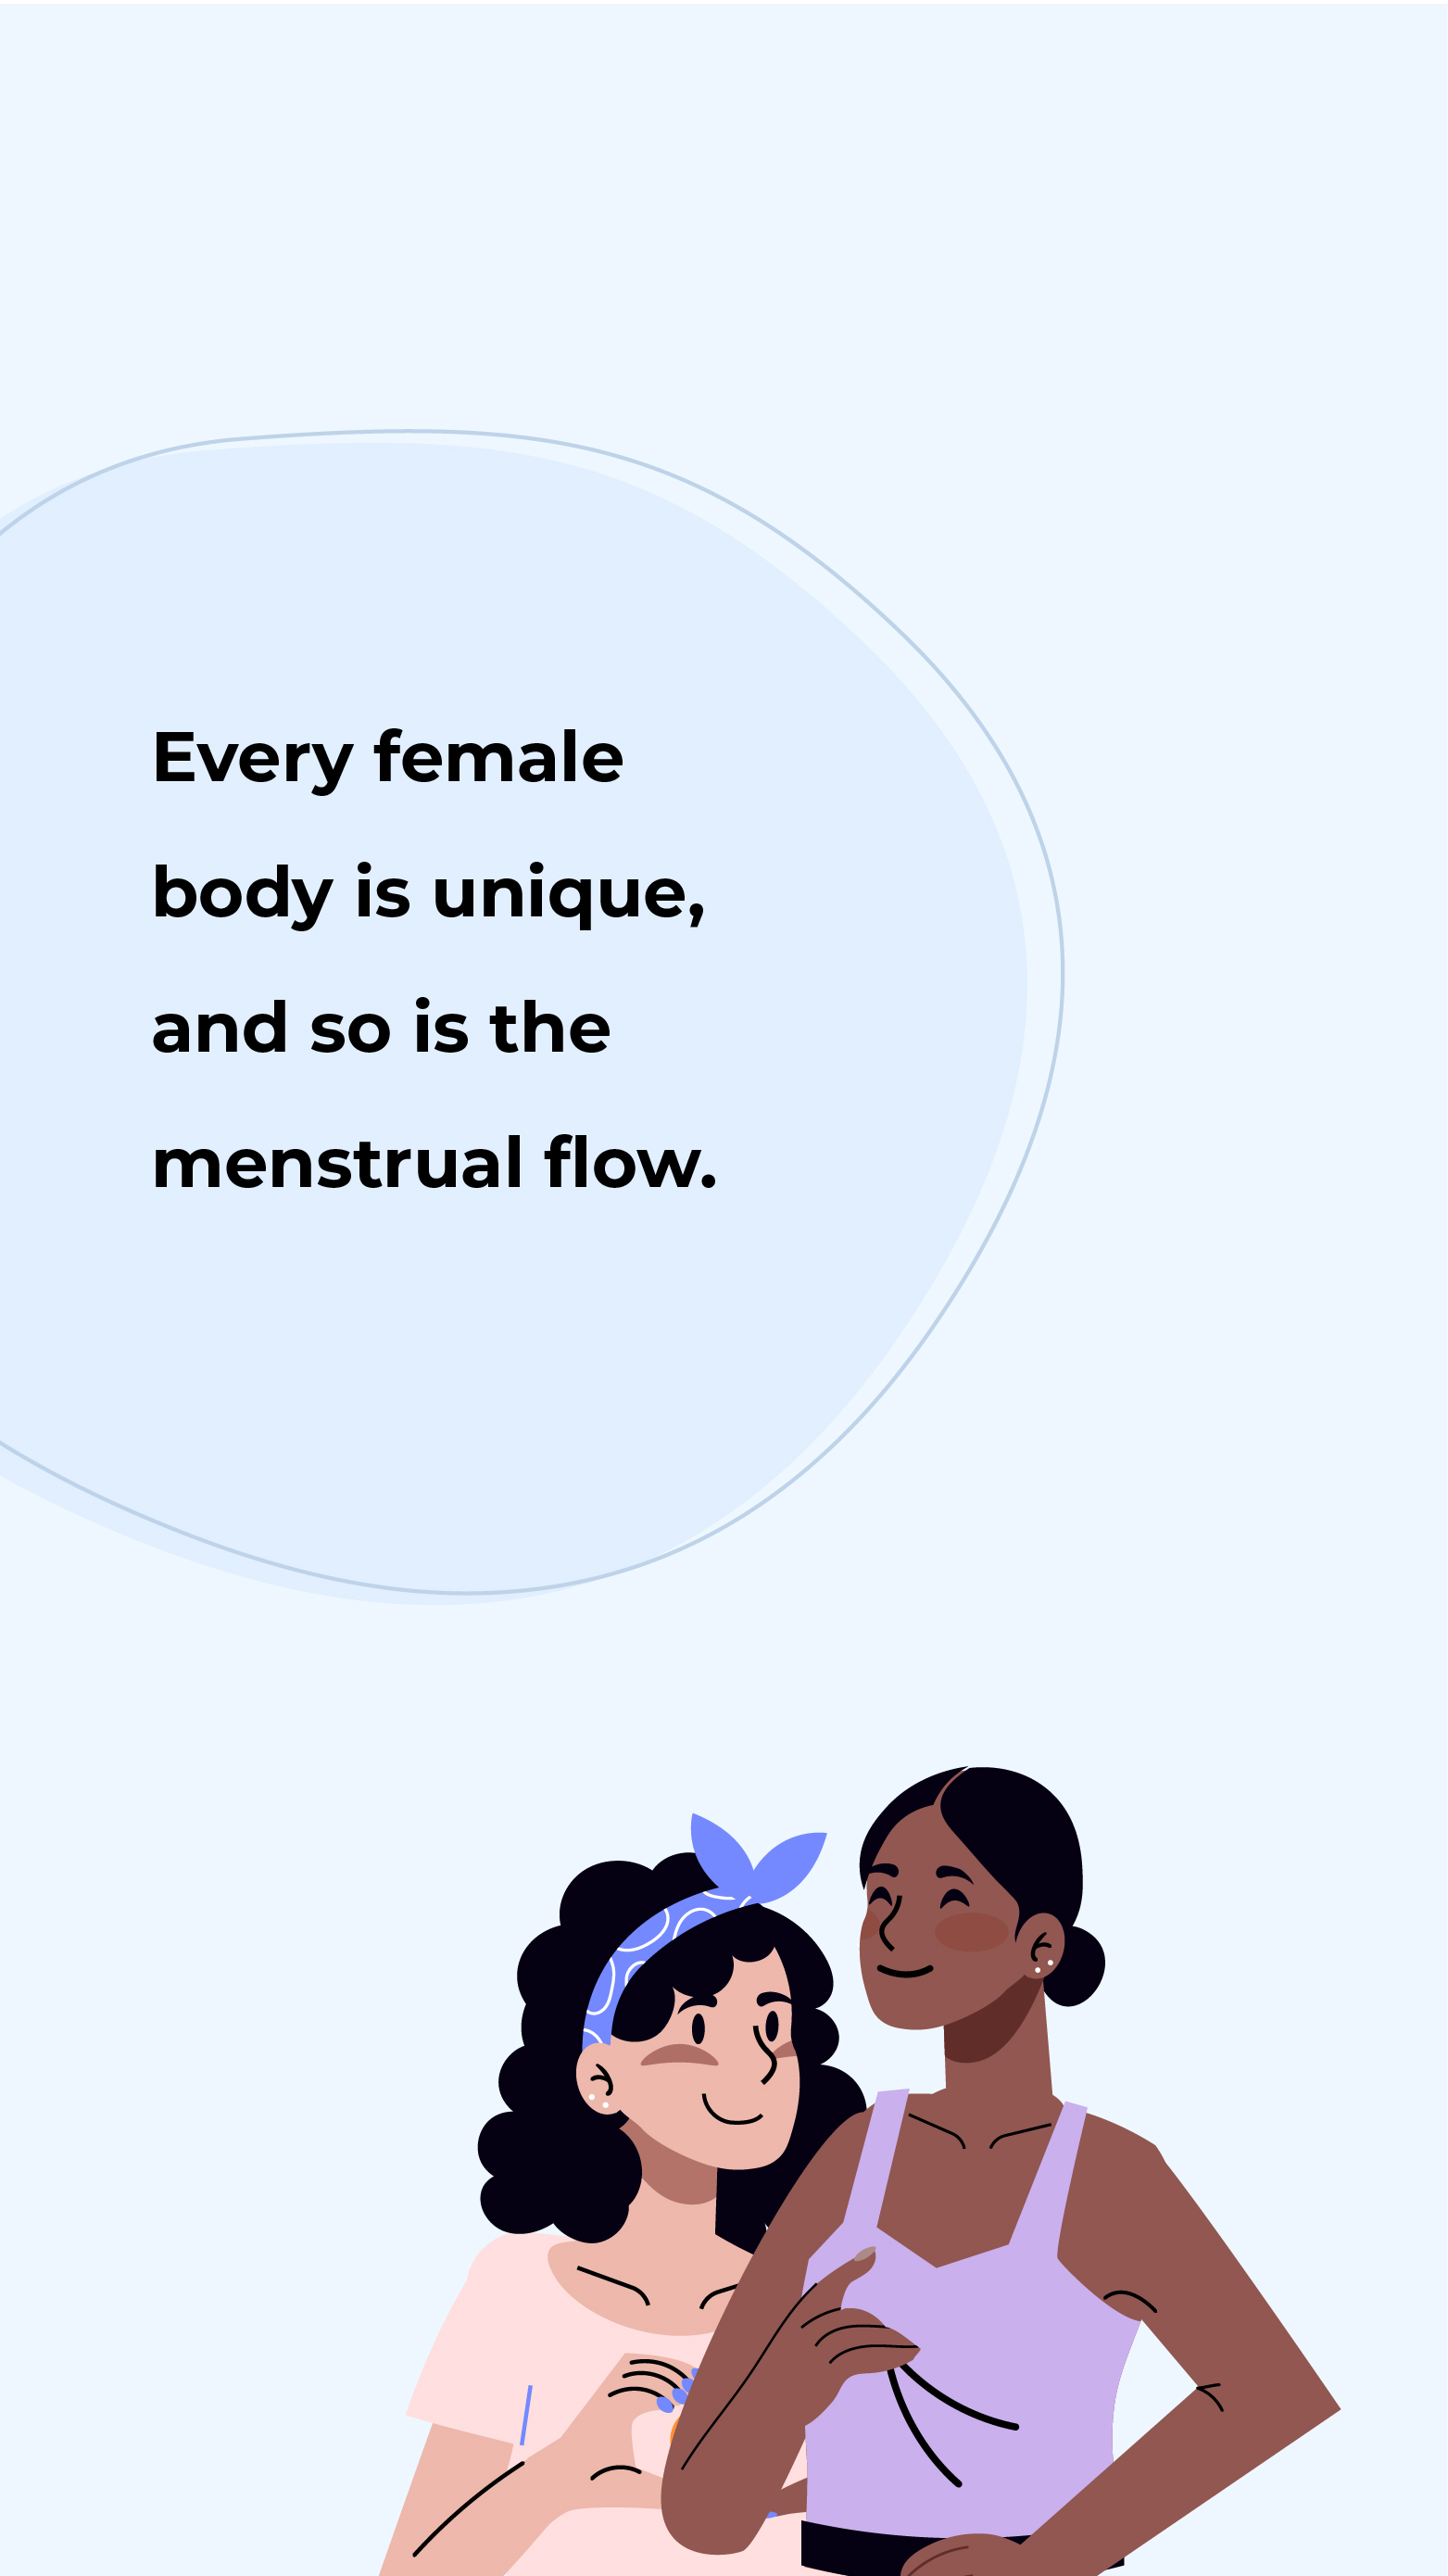 Every female
body is unique,
and so is the
menstrual flow.